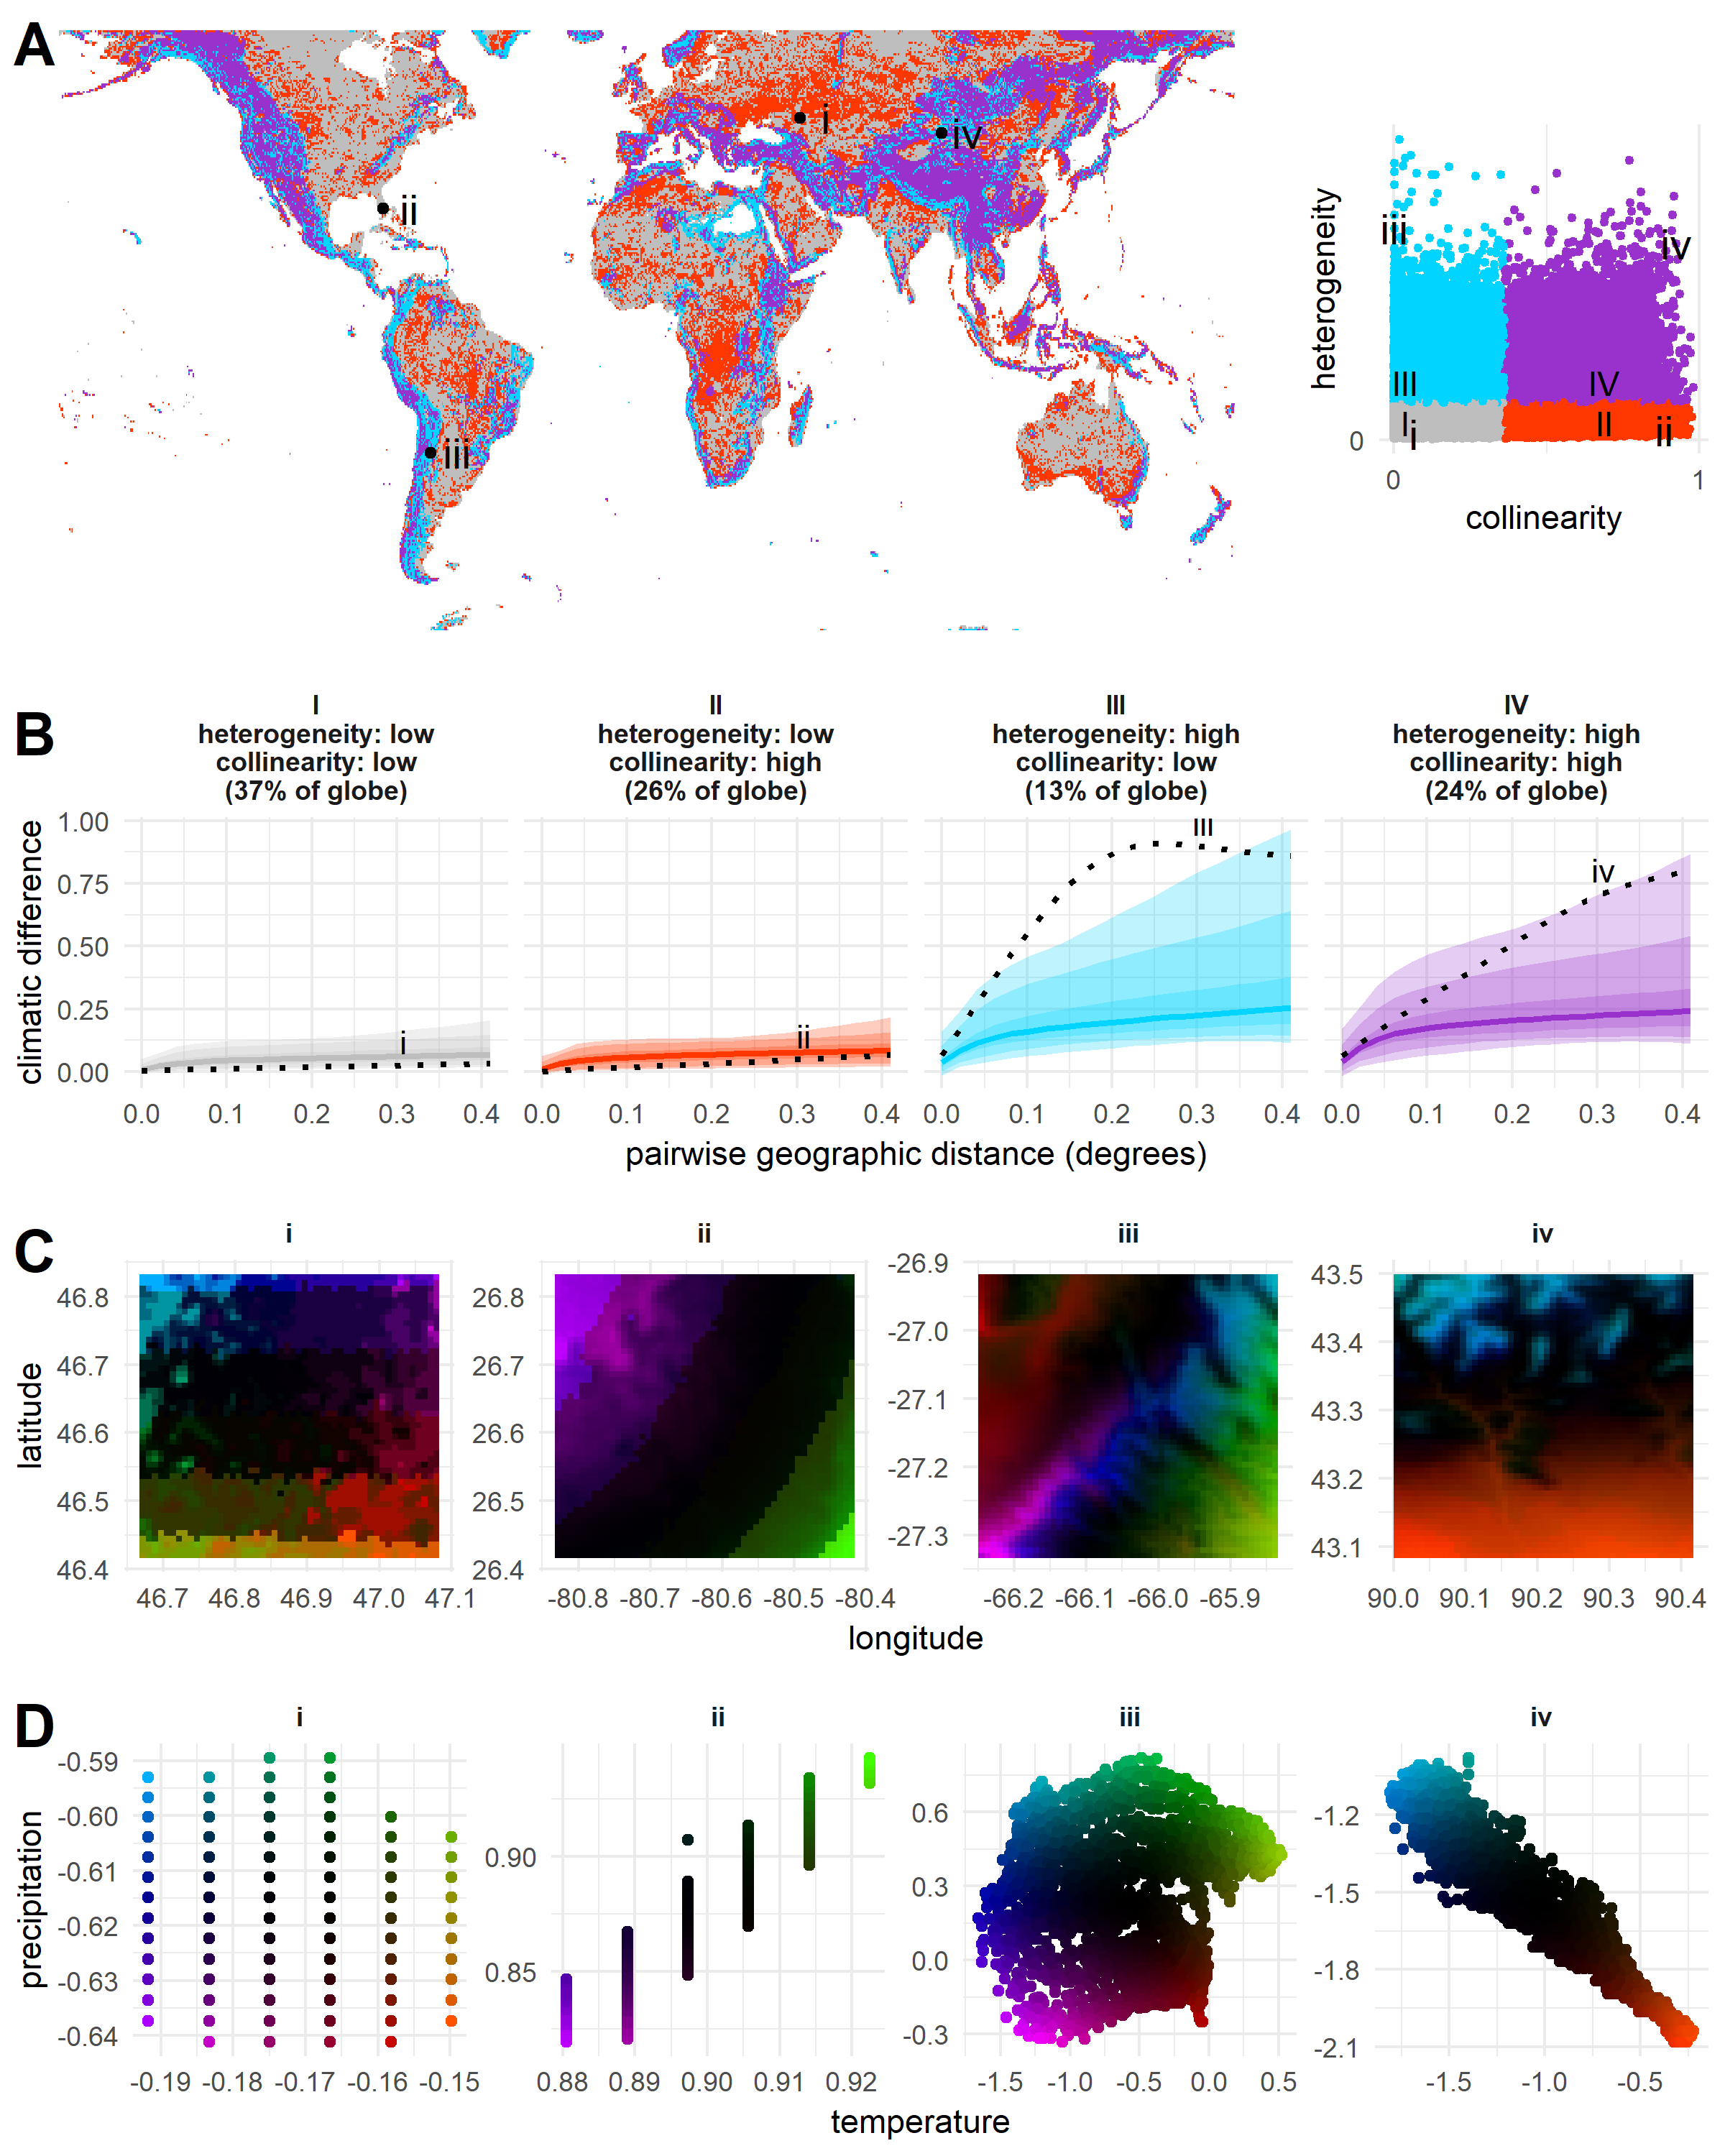 A
i
iv
ii
iii
heterogeneity
iii
iv
III
IV
I
i
II
ii
0
0
1
collinearity
B
I
heterogeneity: low
collinearity: low
(37% of globe)
II
heterogeneity: low
collinearity: high
(26% of globe)
III
heterogeneity: high
collinearity: low
(13% of globe)
IV
heterogeneity: high
collinearity: high
(24% of globe)
climatic difference
1.00
0.75
0.50
0.25
0.00
i
ii
iii
iv
0.0 0.1 0.2 0.3 0.4
0.0 0.1 0.2 0.3 0.4
0.0 0.1 0.2 0.3 0.4
0.0 0.1 0.2 0.3 0.4
pairwise geographic distance (degrees)
C
latitude
i
46.8
46.7
46.6
46.5
46.4
46.7 46.8 46.9 47.0 47.1
ii
26.8
26.7
26.6
26.5
26.4
-80.8 -80.7 -80.6 -80.5 -80.4
iii
-26.9
-27.0
-27.1
-27.2
-27.3
-66.2 -66.1 -66.0 -65.9
iv
43.5
43.4
43.3
43.2
43.1
90.0 90.1 90.2 90.3 90.4
longitude
D
precipitation
i
-0.59
-0.60
-0.61
-0.62
-0.63
-0.64
-0.19 -0.18 -0.17 -0.16 -0.15
ii
0.90
0.85
0.88 0.89 0.90 0.91 0.92
iii
0.6
0.3
0.0
-0.3
-1.5 -1.0 -0.5 0.0 0.5
iv
-1.2
-1.5
-1.8
-2.1
-1.5 -1.0 -0.5
temperature